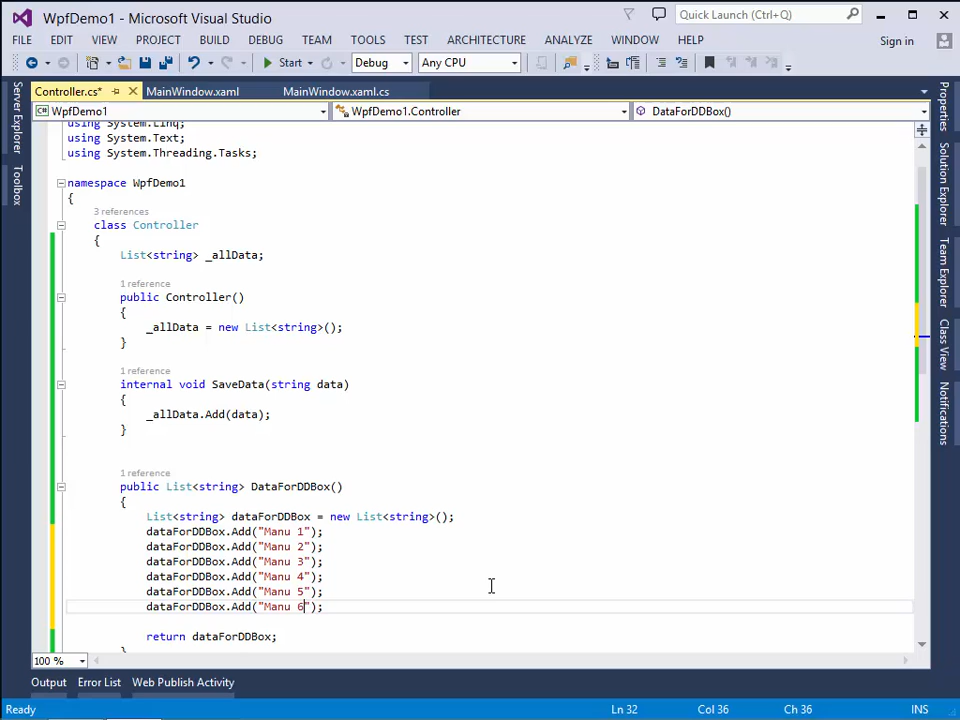 WpfDemo1 - Microsoft Visual Studio
Quick Launch (Ctrl+Q)
FILE EDIT VIEW PROJECT BUILD DEBUG TEAM TOOLS TEST ARCHITECTURE ANALYZE WINDOW HELP Sign in
Start Debug Any CPU
Controller.cs* MainWindow.xaml MainWindow.xaml.cs
WpfDemo1 WpfDemo1.Controller DataForDDBox()
using System.Linq;
using System.Text;
using System.Threading.Tasks;
namespace WpfDemo1
{
3 references
class Controller
{
List<string> _allData;
1 reference
public Controller()
{
_allData = new List<string>();
}
1 reference
internal void SaveData(string data)
{
_allData.Add(data);
}
1 reference
public List<string> DataForDDBox()
{
List<string> dataForDDBox = new List<string>();
dataForDDBox.Add("Manu 1");
dataForDDBox.Add("Manu 2");
dataForDDBox.Add("Manu 3");
dataForDDBox.Add("Manu 4");
dataForDDBox.Add("Manu 5");
dataForDDBox.Add("Manu 6");
return dataForDDBox;
}
100 %
Server Explorer
Toolbox
Properties
Solution Explorer
Team Explorer
Class View
Notifications
Output Error List Web Publish Activity
Ready Ln 32 Col 36 Ch 36 INS